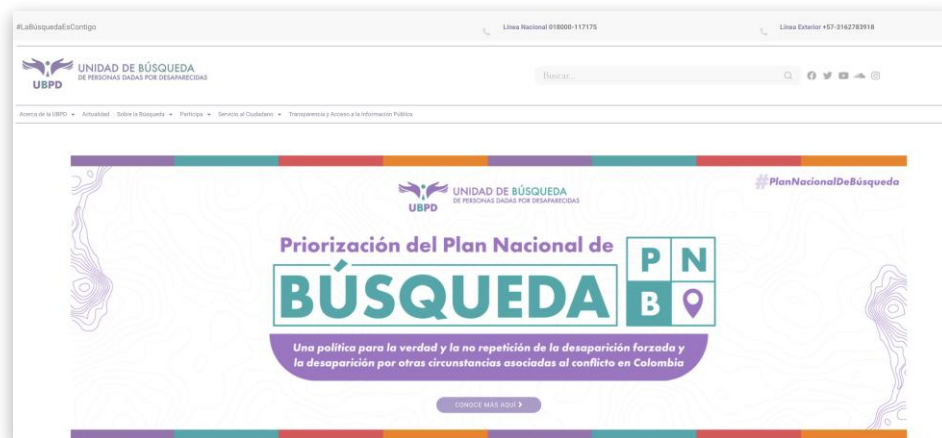 #LaBúsquedaEsContigo
Línea Nacional 018000-117175
Línea Exterior +57-3162783918
UBPD
UNIDAD DE BÚSQUEDA
DE PERSONAS DADAS POR DESAPARECIDAS
Buscar...
Acerca de la UBPD Actualidad Sobre la Búsqueda Participa Servicio al Ciudadano Transparencia y Acceso a la Información Pública
#PlanNacionalDeBúsqueda
UBPD
UNIDAD DE BÚSQUEDA
DE PERSONAS DADAS POR DESAPARECIDAS
Priorización del Plan Nacional de
BÚSQUEDA
P N
B
Una política para la verdad y la no repetición de la desaparición forzada y
la desaparición por otras circunstancias asociadas al conflicto en Colombia
CONOCE MÁS AQUÍ